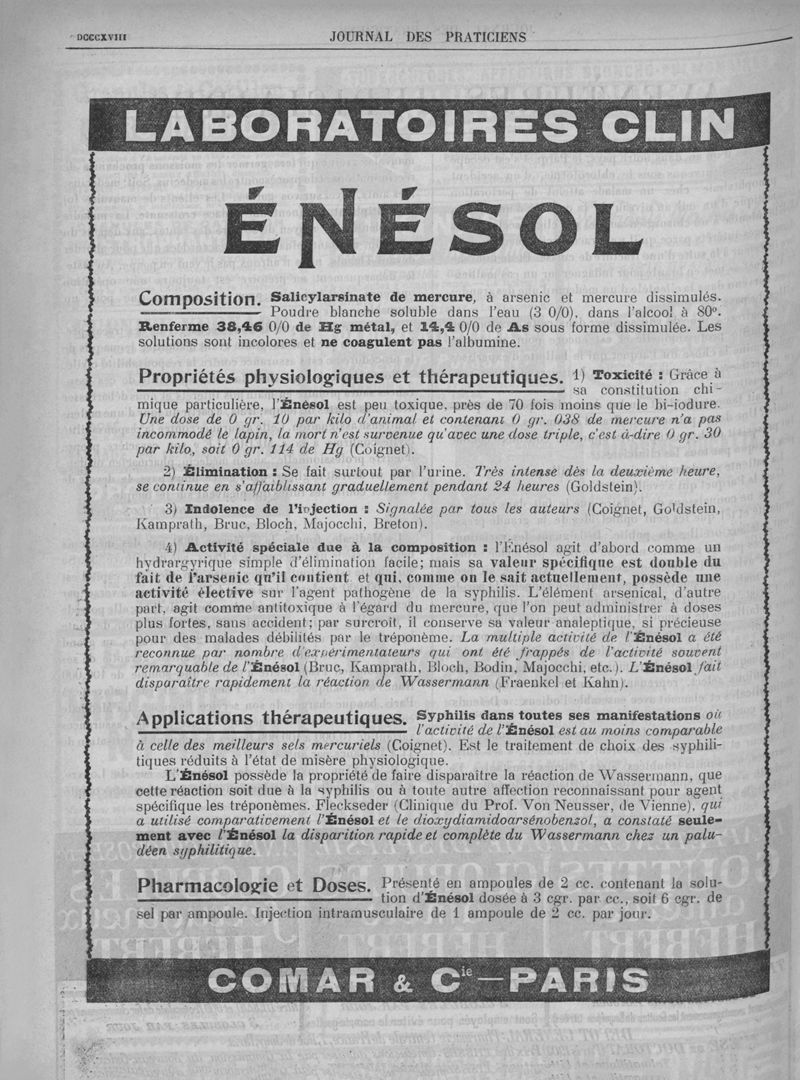 DCCCXVIII
JOURNAL DES PRATICIENS
LABORATOIRES CLIN
ÉNÉSOL
Composition. Salicylarsinate de mercure, à arsenic et mercure dissimulés.
Poudre blanche soluble dans l'eau (3 0/0), dans l'alcool à 80°.
Renferme 38,46 0/0 de Hg métal, et 14,4 0/0 de As sous forme dissimulée. Les
solutions sont incolores et ne coagulent pas l'albumine.
Propriétés physiologiques et thérapeutiques. 1) Toxicité : Grâce à
sa constitution chi-
mique particulière, l'Énésol est peu toxique, près de 70 fois moins que le bi-iodure.
Une dose de 0 gr. 10 par kilo d'animal et contenant 0 gr. 038 de mercure n'a pas
incommodé le lapin, la mort n'est survenue qu'avec une dose triple, c'est à-dire 0 gr. 30
par kilo, soit 0 gr. 114 de Hg (Coignet).
2) Élimination : Se fait surtout par l'urine. Très intense dès la deuxième heure,
se continue en s'affaiblissant graduellement pendant 24 heures (Goldstein).
3) Indolence de l'injection : Signalée par tous les auteurs (Coignet, Goldstein,
Kamprath, Bruc, Bloch, Majocchi, Breton).
4) Activité spéciale due à la composition : l'Énésol agit d'abord comme un
hydrargyrique simple d'élimination facile; mais sa valeur spécifique est double du
fait de l'arsenic qu'il contient et qui, comme on le sait actuellement, possède une
activité élective sur l'agent pathogène de la syphilis. L'élément arsenical, d'autre
part, agit comme antitoxique à l'égard du mercure, que l'on peut administrer à doses
plus fortes, sans accident; par surcroît, il conserve sa valeur analeptique, si précieuse
pour des malades débilités par le tréponème. La multiple activité de l'Énésol a été
reconnue par nombre d'expérimentateurs qui ont été frappés de l'activité souvent
remarquable de l'Énésol (Bruc, Kamprath, Bloch, Bodin, Majocchi, etc.). L'Énésol fait
disparaître rapidement la réaction de Wassermann (Fraenkel et Kahn).
Applications thérapeutiques. Syphilis dans toutes ses manifestations où
l'activité de l'Énésol est au moins comparable
à celle des meilleurs sels mercuriels (Coignet). Est le traitement de choix des syphili-
tiques réduits à l'état de misère physiologique.
L'Énésol possède la propriété de faire disparaître la réaction de Wassermann, que
cette réaction soit due à la syphilis ou à toute autre affection reconnaissant pour agent
spécifique les tréponèmes. Fleckseder (Clinique du Prof. Von Neusser, de Vienne), qui
a utilisé comparativement l'Énésol et le dioxydiamidoarsénobenzol, a constaté seule-
ment avec l'Énésol la disparition rapide et complète du Wassermann chez un palu-
déen syphilitique.
Pharmacologie et Doses. Présenté en ampoules de 2 cc. contenant la solu-
tion d'Énésol dosée à 3 cgr. par cc., soit 6 cgr. de
sel par ampoule. Injection intramusculaire de 1 ampoule de 2 cc. par jour.
COMAR & Cie — PARIS